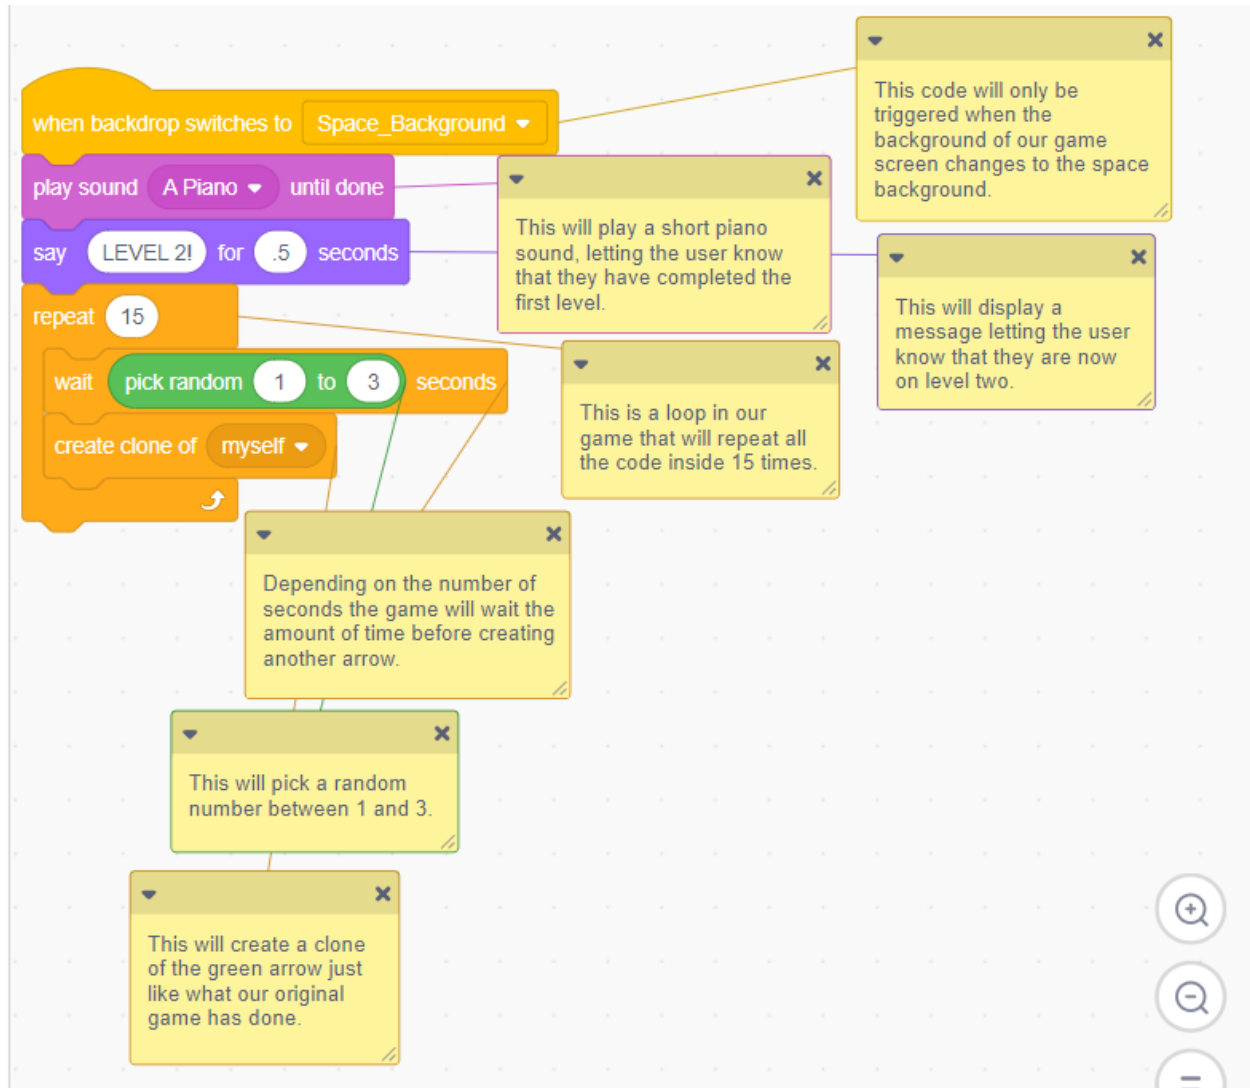 when backdrop switches to Space_Background
play sound A Piano until done
say LEVEL 2! for .5 seconds
repeat 15
wait pick random 1 to 3 seconds
create clone of myself
This code will only be
triggered when the
background of our game
screen changes to the space
background.
This will play a short piano
sound, letting the user know
that they have completed the
first level.
This will display a
message letting the user
know that they are now
on level two.
This is a loop in our
game that will repeat all
the code inside 15 times.
Depending on the number of
seconds the game will wait the
amount of time before creating
another arrow.
This will pick a random
number between 1 and 3.
This will create a clone
of the green arrow just
like what our original
game has done.